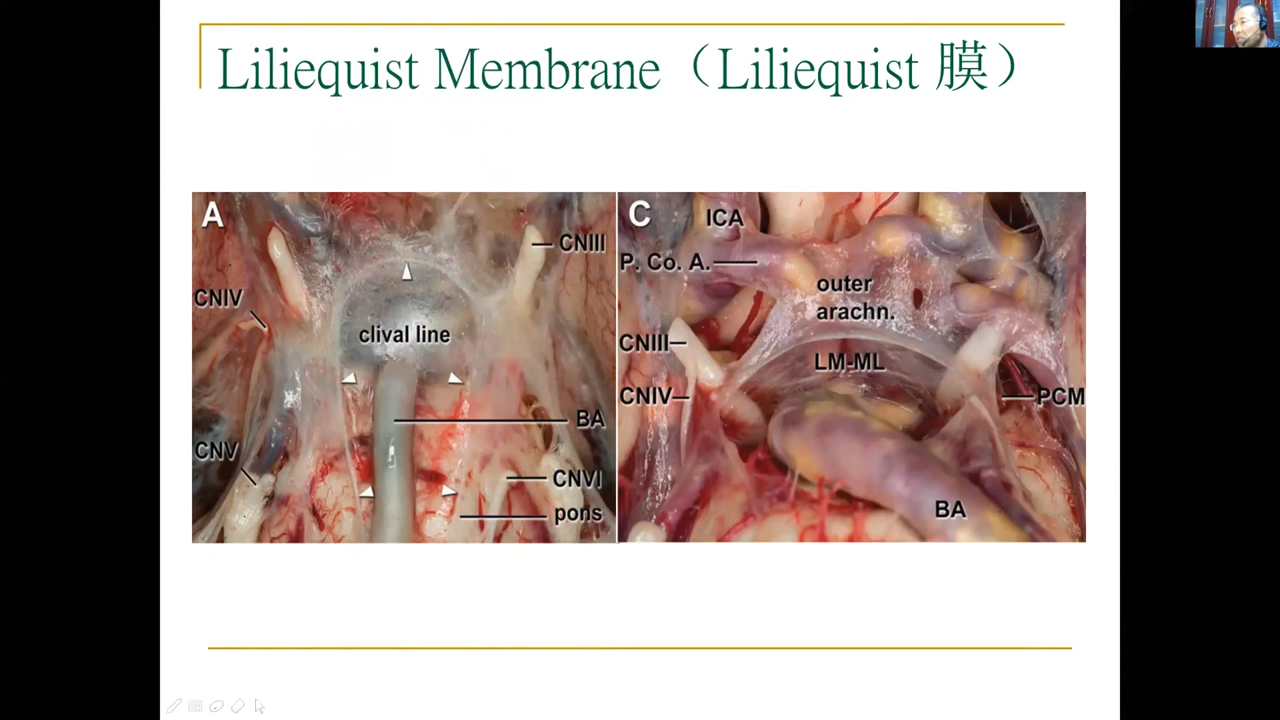 Liliequist Membrane（Liliequist 膜）
A
CNIII
CNIV
clival line
BA
CNV
CNVI
pons
C
ICA
P. Co. A.
outer
arachn.
CNIII
LM-ML
CNIV
PCM
BA